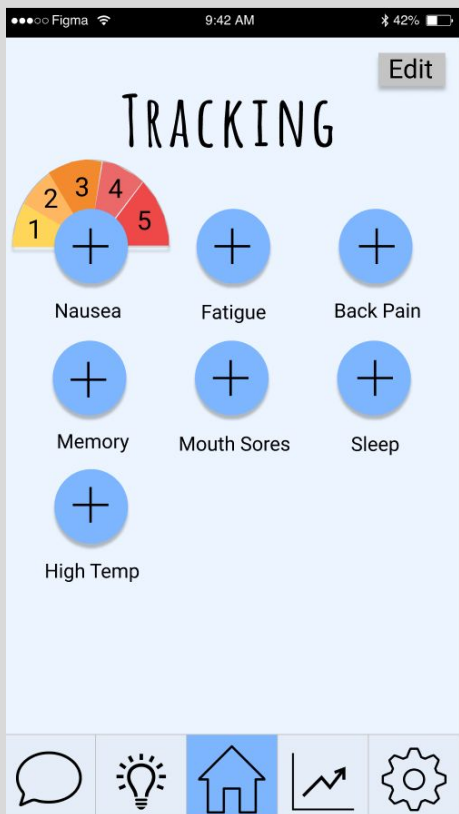 Figma 9:42 AM 42%
Edit
TRACKING
1 2 3 4 5
Nausea Fatigue Back Pain
Memory Mouth Sores Sleep
High Temp